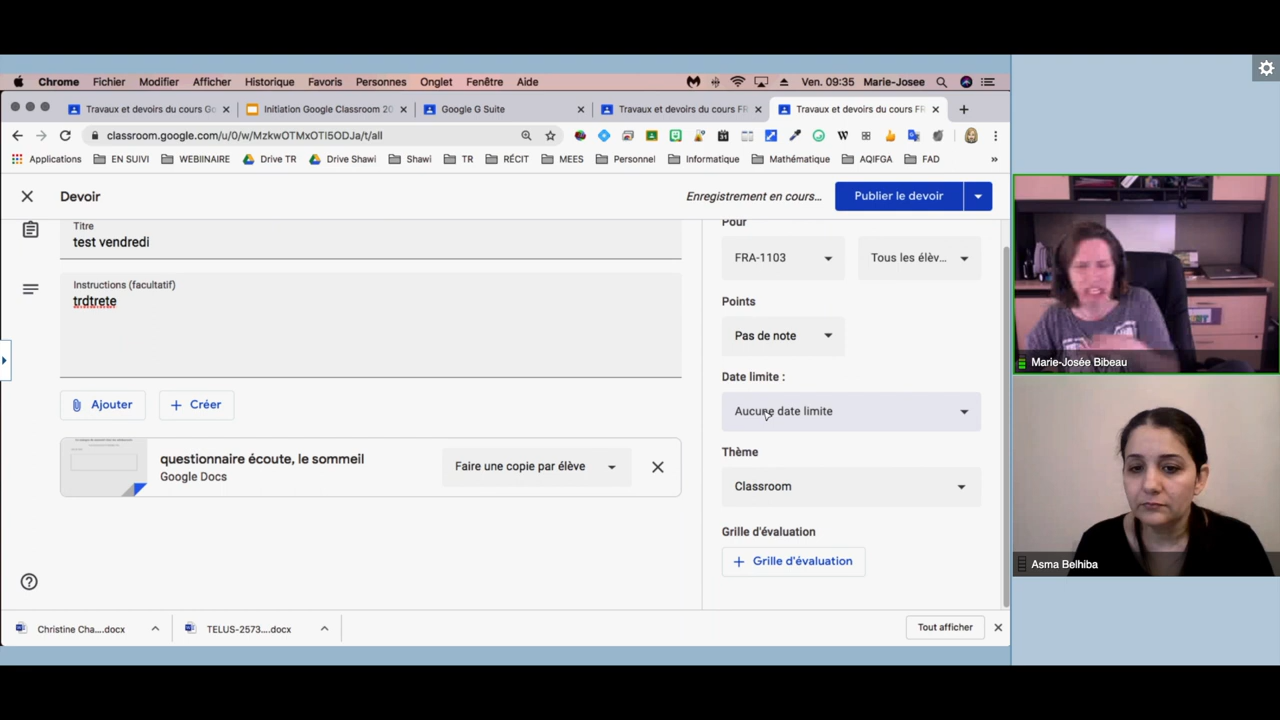 Chrome Fichier Modifier Afficher Historique Favoris Personnes Onglet Fenêtre Aide Ven. 09:35 Marie-Josee
Travaux et devoirs du cours Go Initiation Google Classroom 20 Google G Suite Travaux et devoirs du cours FR Travaux et devoirs du cours FR
classroom.google.com/u/0/w/MzkwOTMxOTI5ODJa/t/all
Applications EN SUIVI WEBINNAIRE Drive TR Drive Shawi Shawi TR RÉCIT MEES Personnel Informatique Mathématique AQIFGA FAD »
Devoir Enregistrement en cours... Publier le devoir
Titre
test vendredi
Instructions (facultatif)
trdtrete
Ajouter Créer
questionnaire écoute, le sommeil
Google Docs
Faire une copie par élève
Pour
FRA-1103 Tous les élèv...
Points
Pas de note
Date limite :
Aucune date limite
Thème
Classroom
Grille d'évaluation
Grille d'évaluation
Christine Cha....docx TELUS-2573....docx Tout afficher
Marie-Josée Bibeau
Asma Belhiba